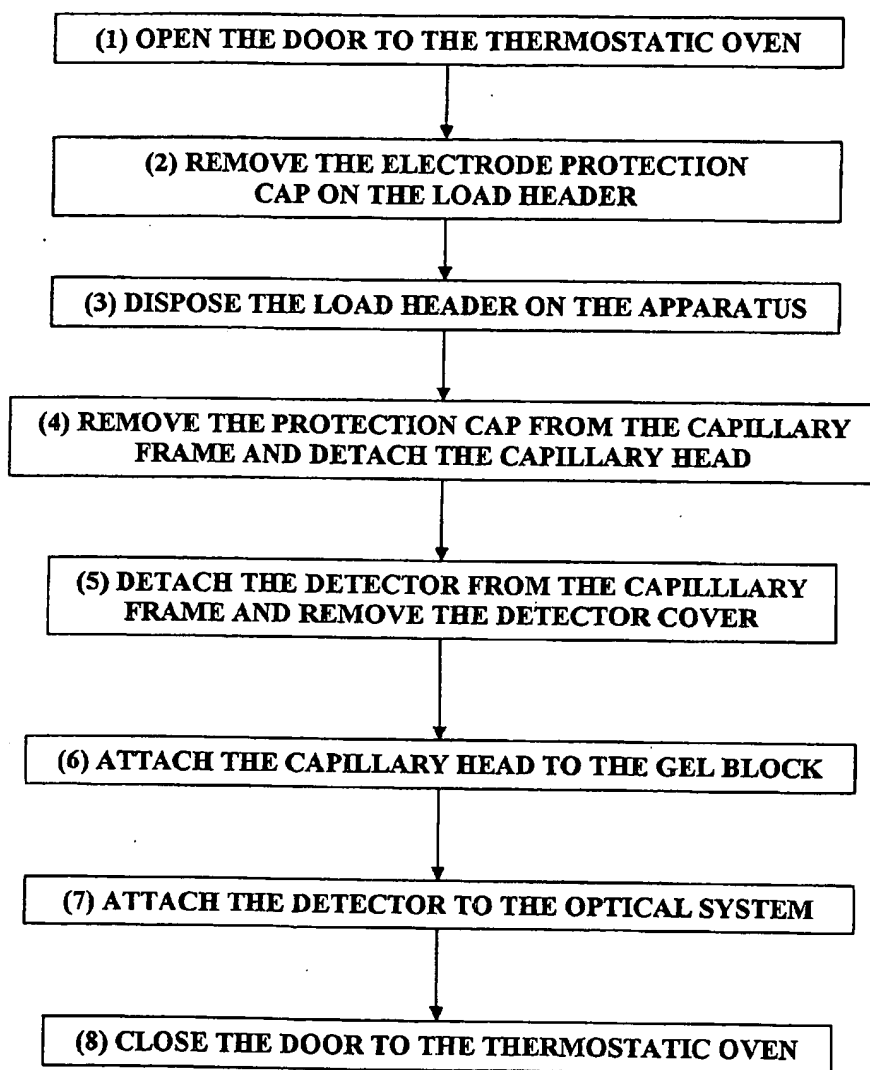 (1) OPEN THE DOOR TO THE THERMOSTATIC OVEN
(2) REMOVE THE ELECTRODE PROTECTION
CAP ON THE LOAD HEADER
(3) DISPOSE THE LOAD HEADER ON THE APPARATUS
(4) REMOVE THE PROTECTION CAP FROM THE CAPILLARY
FRAME AND DETACH THE CAPILLARY HEAD
(5) DETACH THE DETECTOR FROM THE CAPILLLARY
FRAME AND REMOVE THE DETECTOR COVER
(6) ATTACH THE CAPILLARY HEAD TO THE GEL BLOCK
(7) ATTACH THE DETECTOR TO THE OPTICAL SYSTEM
(8) CLOSE THE DOOR TO THE THERMOSTATIC OVEN